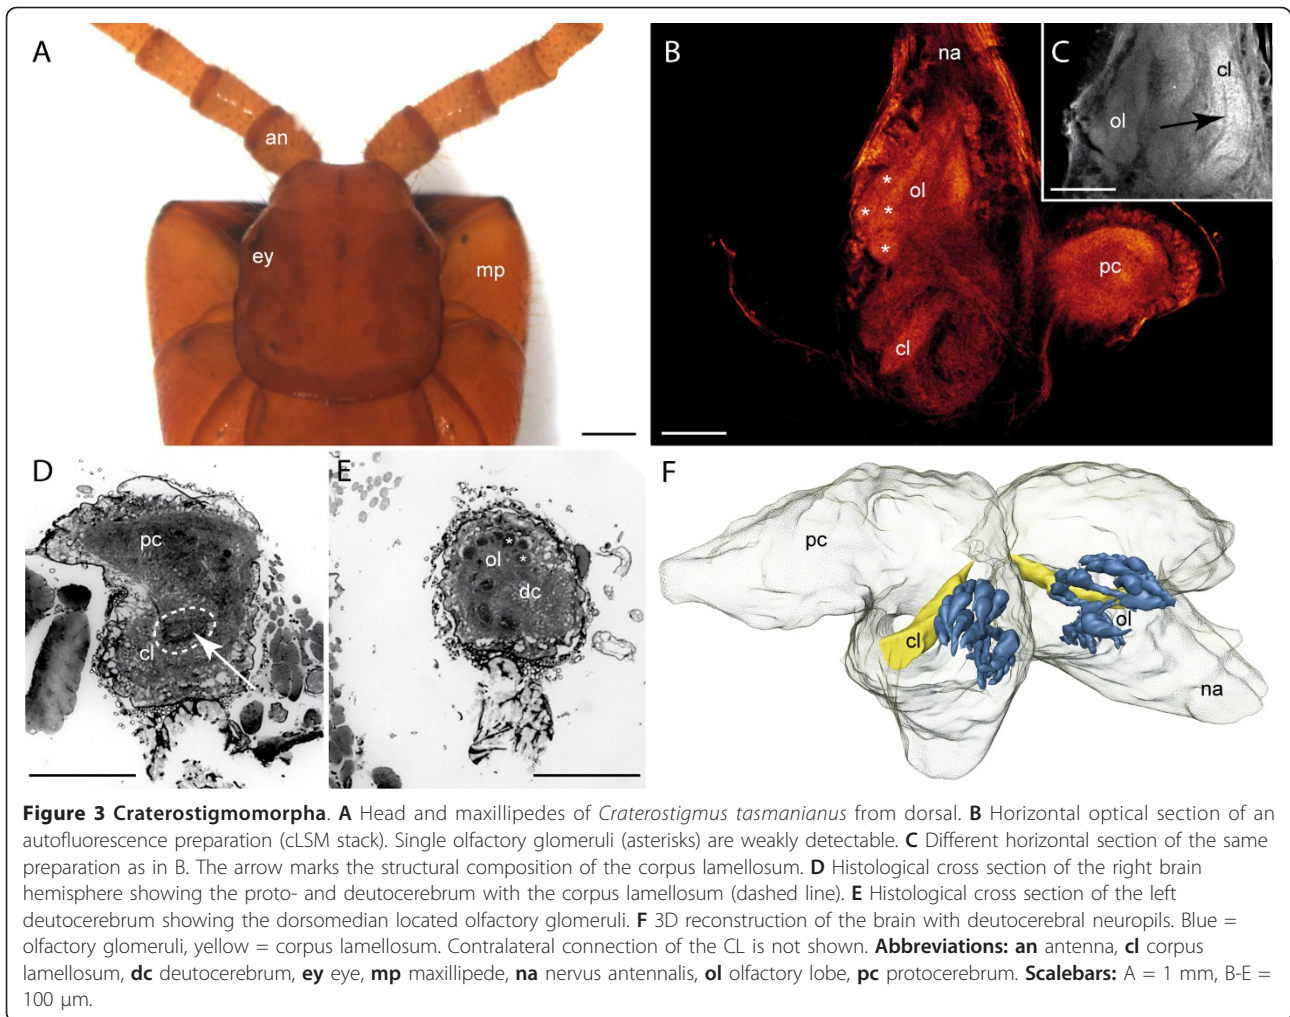 A
an
ey
mp
B
na
ol
*
*
*
*
cl
pc
C
cl
ol
D
pc
cl
E
*
*
ol
dc
F
pc
cl
ol
na
Figure 3 Craterostigmomorpha. A Head and maxillipedes of Craterostigmus tasmanianus from dorsal. B Horizontal optical section of an
autofluorescence preparation (cLSM stack). Single olfactory glomeruli (asterisks) are weakly detectable. C Different horizontal section of the same
preparation as in B. The arrow marks the structural composition of the corpus lamellosum. D Histological cross section of the right brain
hemisphere showing the proto- and deutocerebrum with the corpus lamellosum (dashed line). E Histological cross section of the left
deutocerebrum showing the dorsomedian located olfactory glomeruli. F 3D reconstruction of the brain with deutocerebral neuropils. Blue =
olfactory glomeruli, yellow = corpus lamellosum. Contralateral connection of the CL is not shown. Abbreviations: an antenna, cl corpus
lamellosum, dc deutocerebrum, ey eye, mp maxillipede, na nervus antennalis, ol olfactory lobe, pc protocerebrum. Scalebars: A = 1 mm, B-E =
100 μm.